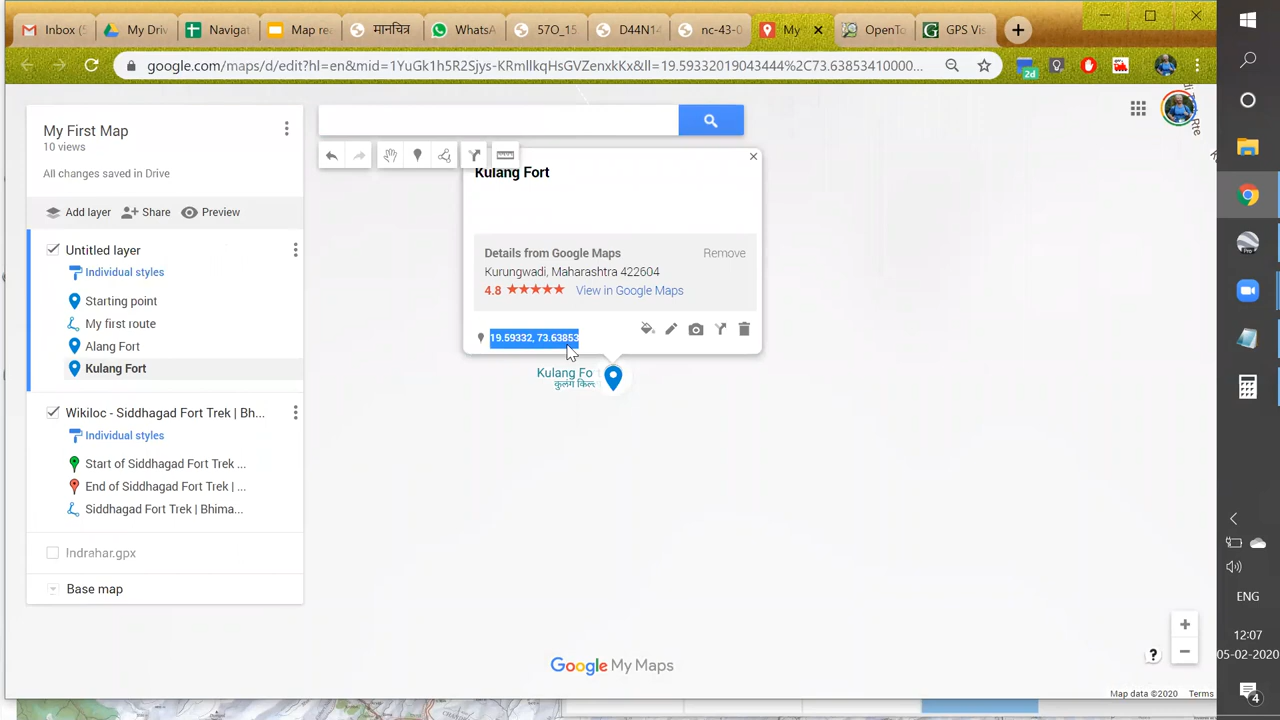 Inbox (5
My Driv
Navigat
Map re
मानचित्र
WhatsA
57O_15
D44N1
nc-43-0
My
OpenTo
GPS Vis
google.com/maps/d/edit?hl=en&mid=1YuGk1h5R2Sjys-KRmllkqHsGVZenxkKx&ll=19.59332019043444%2C73.63853410000...
2d
My First Map
10 views
All changes saved in Drive
Add layer
Share
Preview
Untitled layer
Individual styles
Starting point
My first route
Alang Fort
Kulang Fort
Wikiloc - Siddhagad Fort Trek | Bh...
Individual styles
Start of Siddhagad Fort Trek ...
End of Siddhagad Fort Trek | ...
Siddhagad Fort Trek | Bhima...
Indrahar.gpx
Base map
Kulang Fort
Details from Google Maps
Remove
Kurungwadi, Maharashtra 422604
4.8
View in Google Maps
19.59332, 73.63853
Kulang Fo
कुलंग किल्
Google My Maps
?
Map data ©2020
Terms
ENG
12:07
05-02-2020
4